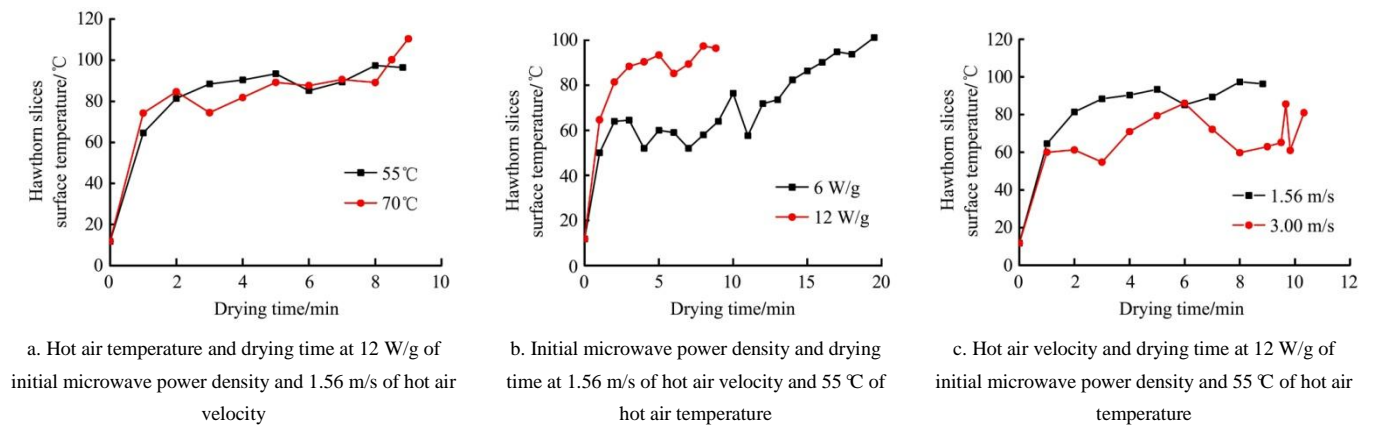 120
100
80
60
40
20
0
Hawthorn slices
surface temperature/℃
55℃
70℃
0 2 4 6 8 10
Drying time/min
a. Hot air temperature and drying time at 12 W/g of
initial microwave power density and 1.56 m/s of hot air
velocity
100
80
60
40
20
0
Hawthorn slices
surface temperature/℃
6 W/g
12 W/g
0 5 10 15 20
Drying time/min
b. Initial microwave power density and drying
time at 1.56 m/s of hot air velocity and 55 ℃ of
hot air temperature
120
100
80
60
40
20
0
Hawthorn slices
surface temperature/℃
1.56 m/s
3.00 m/s
0 2 4 6 8 10 12
Drying time/min
c. Hot air velocity and drying time at 12 W/g of
initial microwave power density and 55 ℃ of hot air
temperature